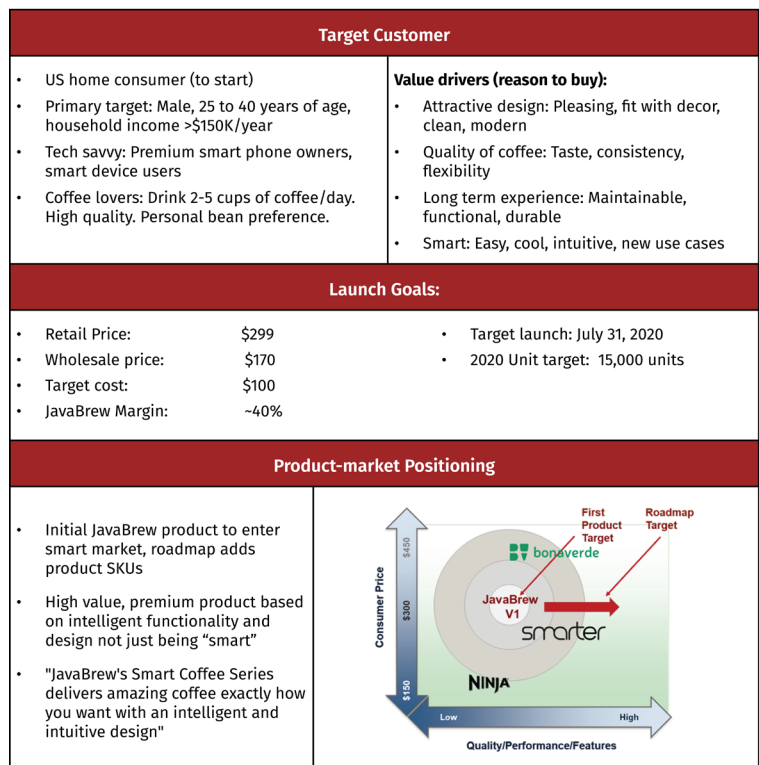 Target Customer
• US home consumer (to start)
• Primary target: Male, 25 to 40 years of age,
household income >$150K/year
• Tech savvy: Premium smart phone owners,
smart device users
• Coffee lovers: Drink 2-5 cups of coffee/day.
High quality. Personal bean preference.
Value drivers (reason to buy):
• Attractive design: Pleasing, fit with decor,
clean, modern
• Quality of coffee: Taste, consistency,
flexibility
• Long term experience: Maintainable,
functional, durable
• Smart: Easy, cool, intuitive, new use cases
Launch Goals:
• Retail Price: $299
• Wholesale price: $170
• Target cost: $100
• JavaBrew Margin: ~40%
• Target launch: July 31, 2020
• 2020 Unit target: 15,000 units
Product-market Positioning
• Initial JavaBrew product to enter
smart market, roadmap adds
product SKUs
• High value, premium product based
on intelligent functionality and
design not just being “smart”
• "JavaBrew's Smart Coffee Series
delivers amazing coffee exactly how
you want with an intelligent and
intuitive design"
First
Product
Target
Roadmap
Target
Consumer Price
$450
$300
$150
bonaverde
JavaBrew
V1
smarter
NINJA
Low
High
Quality/Performance/Features